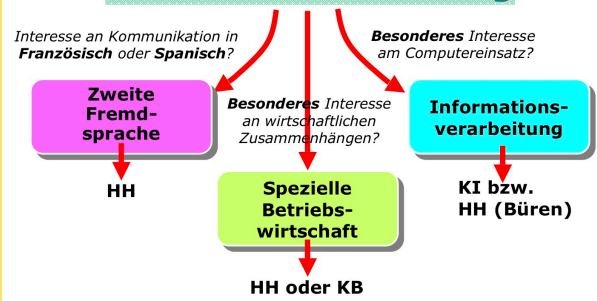 Interesse an Kommunikation in
Französisch oder Spanisch?
Besonderes Interesse
am Computereinsatz?
Zweite
Fremd-
sprache
Besonderes Interesse
an wirtschaftlichen
Zusammenhängen?
Informations-
verarbeitung
HH
Spezielle
Betriebs-
wirtschaft
KI bzw.
HH (Büren)
HH oder KB